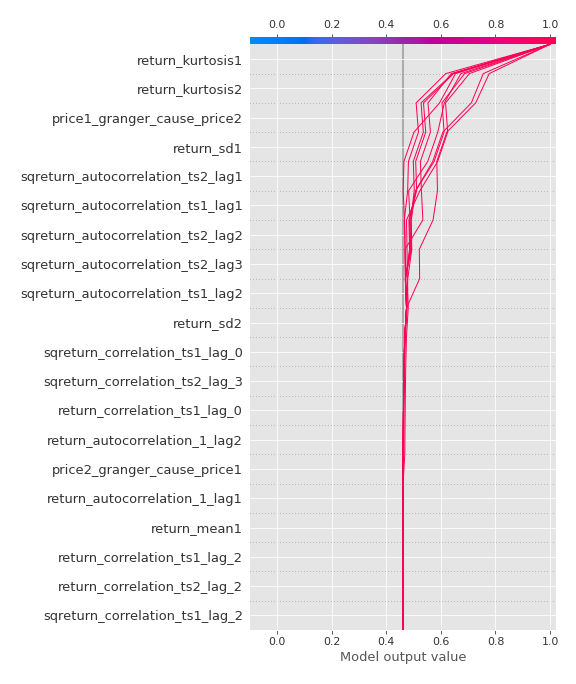 0.0 0.2 0.4 0.6 0.8 1.0
return_kurtosis1
return_kurtosis2
price1_granger_cause_price2
return_sd1
sqreturn_autocorrelation_ts2_lag1
sqreturn_autocorrelation_ts1_lag1
sqreturn_autocorrelation_ts2_lag2
sqreturn_autocorrelation_ts2_lag3
sqreturn_autocorrelation_ts1_lag2
return_sd2
sqreturn_correlation_ts1_lag_0
sqreturn_correlation_ts2_lag_3
return_correlation_ts1_lag_0
return_autocorrelation_1_lag2
price2_granger_cause_price1
return_autocorrelation_1_lag1
return_mean1
return_correlation_ts1_lag_2
return_correlation_ts2_lag_2
sqreturn_correlation_ts1_lag_2
0.0 0.2 0.4 0.6 0.8 1.0
Model output value